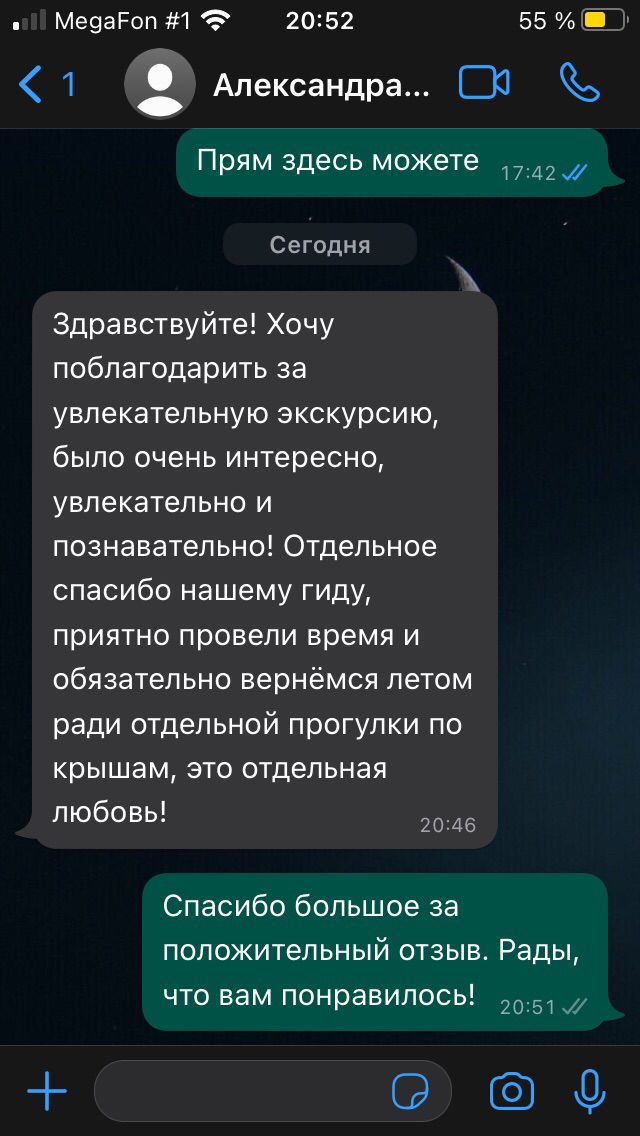 MegaFon #1 20:52 55 %
1 Александра...
Прям здесь можете 17:42
Сегодня
Здравствуйте! Хочу
поблагодарить за
увлекательную экскурсию,
было очень интересно,
увлекательно и
познавательно! Отдельное
спасибо нашему гиду,
приятно провели время и
обязательно вернёмся летом
ради отдельной прогулки по
крышам, это отдельная
любовь! 20:46
Спасибо большое за
положительный отзыв. Рады,
что вам понравилось! 20:51